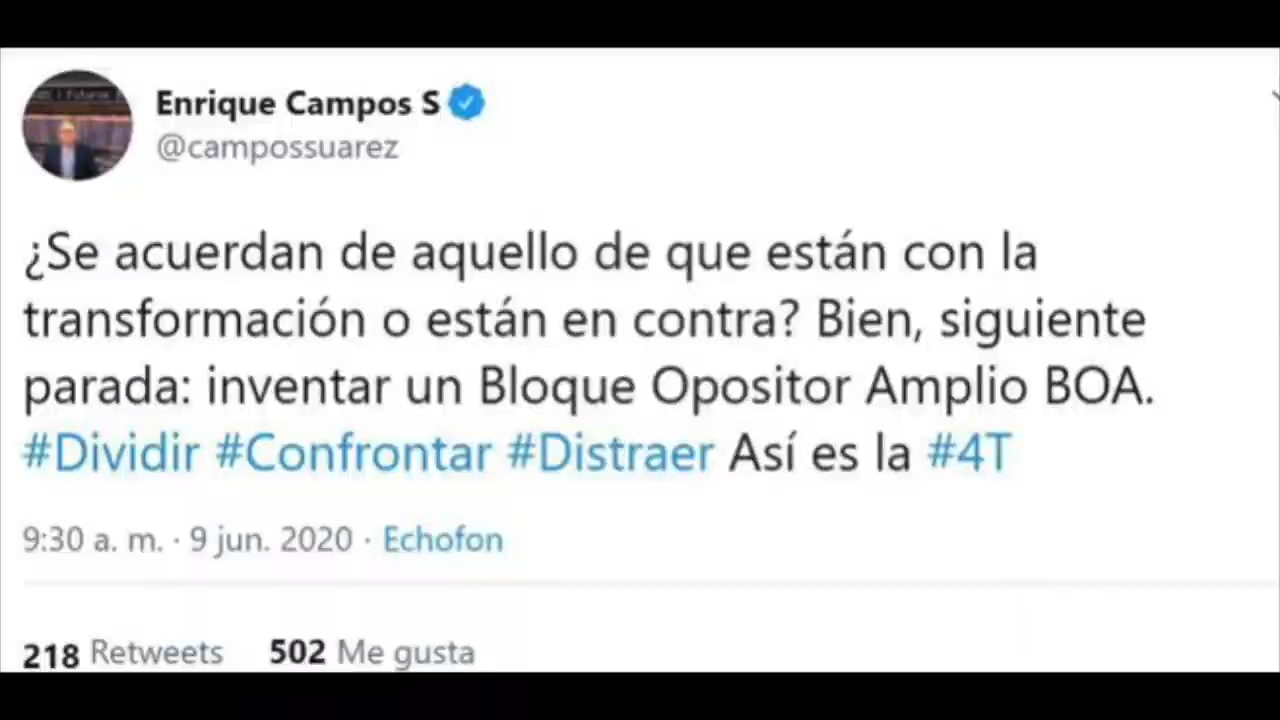 Enrique Campos S
@campossuarez
¿Se acuerdan de aquello de que están con la
transformación o están en contra? Bien, siguiente
parada: inventar un Bloque Opositor Amplio BOA.
#Dividir #Confrontar #Distraer Así es la #4T
9:30 a. m. · 9 jun. 2020 · Echofon
218 Retweets 502 Me gusta